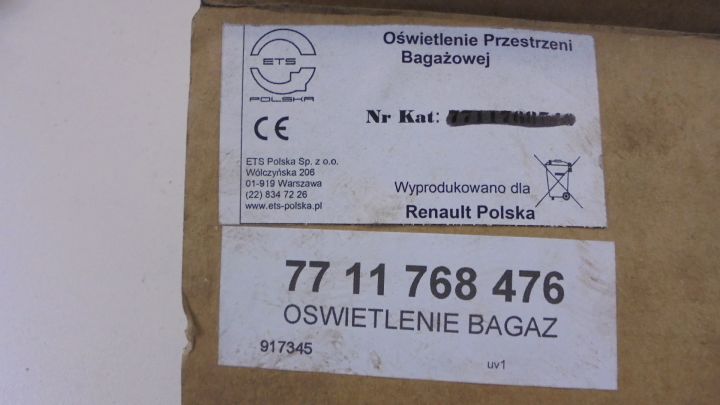 ETS
POLSKA
CE
ETS Polska Sp. z o.o.
Wólczyńska 206
01-919 Warszawa
(22) 834 72 26
www.ets-polska.pl
Oświetlenie Przestrzeni
Bagażowej
Nr Kat:
Wyprodukowano dla
Renault Polska
77 11 768 476
OSWIETLENIE BAGAZ
917345
uv1